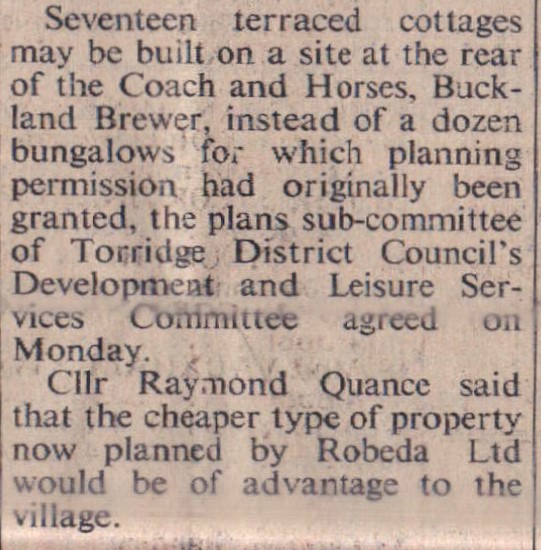 Seventeen terraced cottages
may be built on a site at the rear
of the Coach and Horses, Buck-
land Brewer, instead of a dozen
bungalows for which planning
permission had originally been
granted, the plans sub-committee
of Torridge District Council's
Development and Leisure Ser-
vices Committee agreed on
Monday.
Cllr Raymond Quance said
that the cheaper type of property
now planned by Robeda Ltd
would be of advantage to the
village.